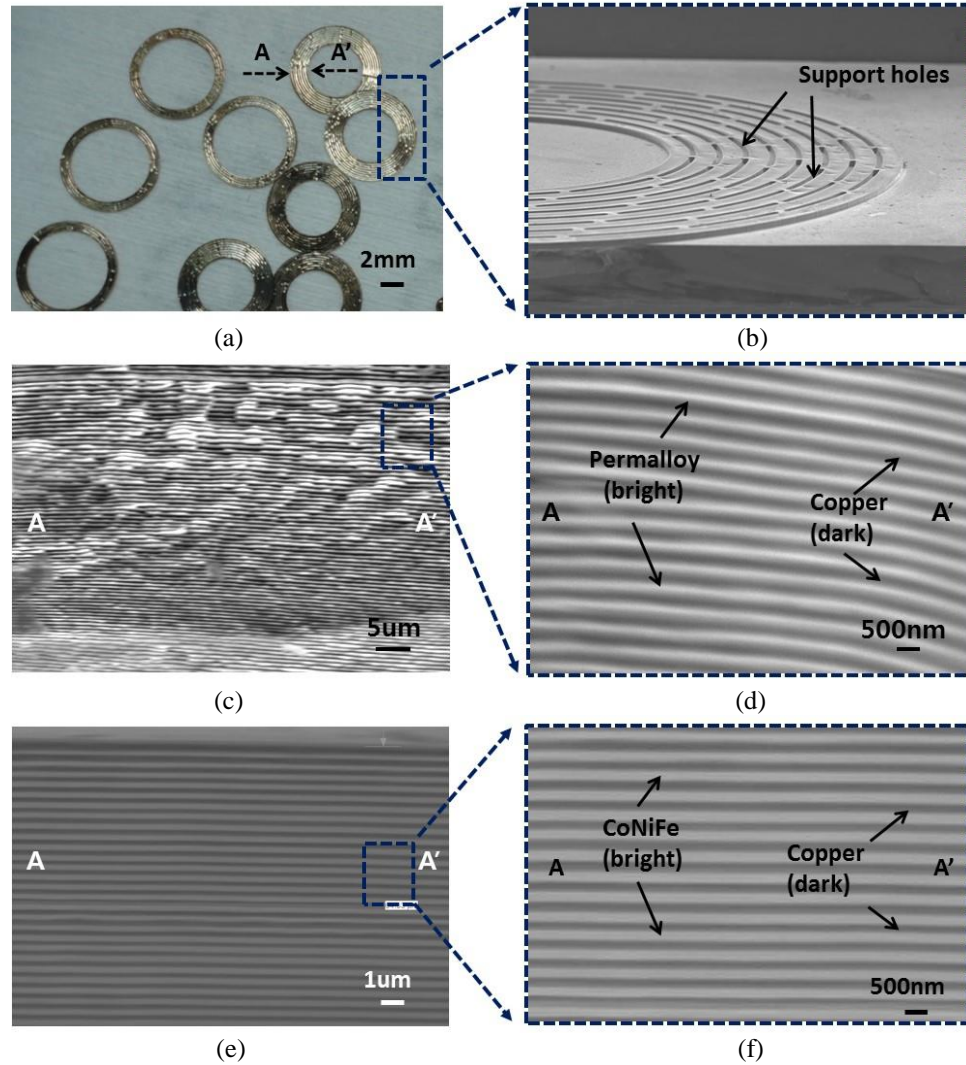 A A'
2mm
Support holes
(a)
(b)
A A'
5um
Permalloy
(bright)
Copper
(dark)
A A'
500nm
(c)
(d)
A A'
1um
CoNiFe
(bright)
Copper
(dark)
A A'
500nm
(e)
(f)